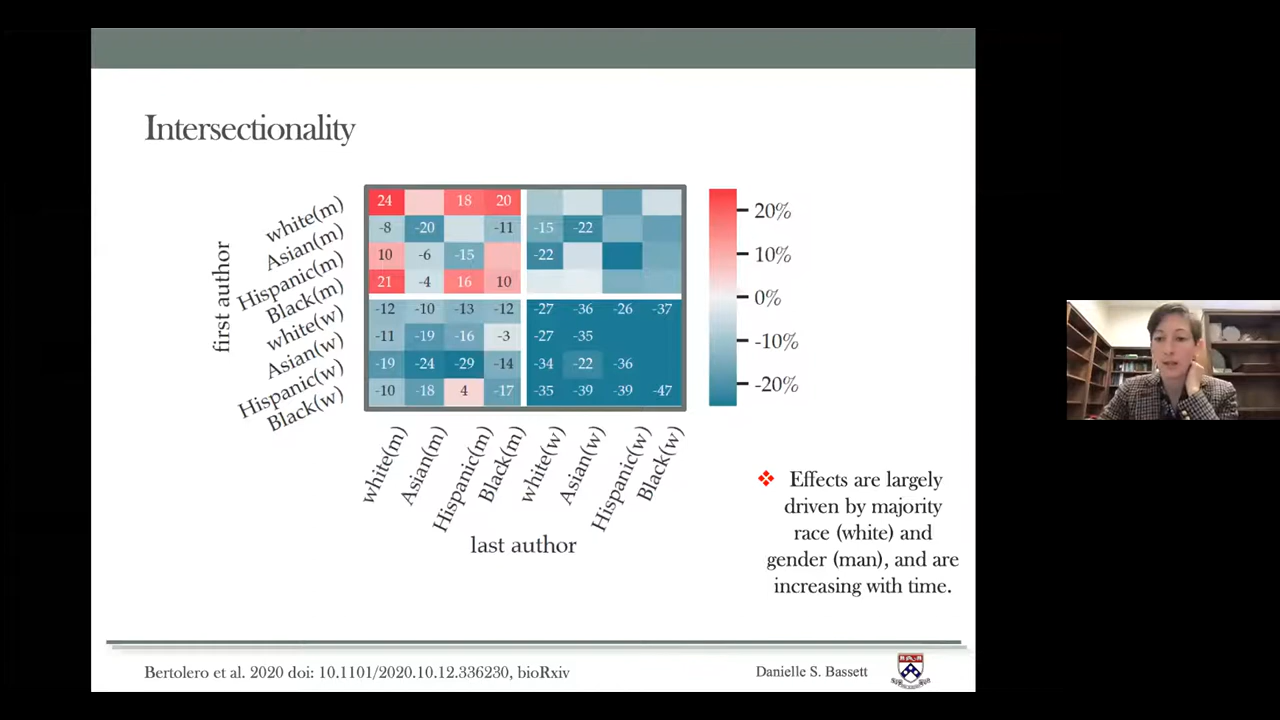 Intersectionality
first author
white(m)
Asian(m)
Hispanic(m)
Black(m)
white(w)
Asian(w)
Hispanic(w)
Black(w)
24 18 20
-8 -20 -11 -15 -22
10 -6 -15 -22
21 -4 16 10
-12 -10 -13 -12 -27 -36 -26 -37
-11 -19 -16 -3 -27 -35
-19 -24 -29 -14 -34 -22 -36
-10 -18 4 -17 -35 -39 -39 -47
20%
10%
0%
-10%
-20%
white(m)
Asian(m)
Hispanic(m)
Black(m)
white(w)
Asian(w)
Hispanic(w)
Black(w)
last author
Effects are largely
driven by majority
race (white) and
gender (man), and are
increasing with time.
Bertolero et al. 2020 doi: 10.1101/2020.10.12.336230, bioRxiv
Danielle S. Bassett